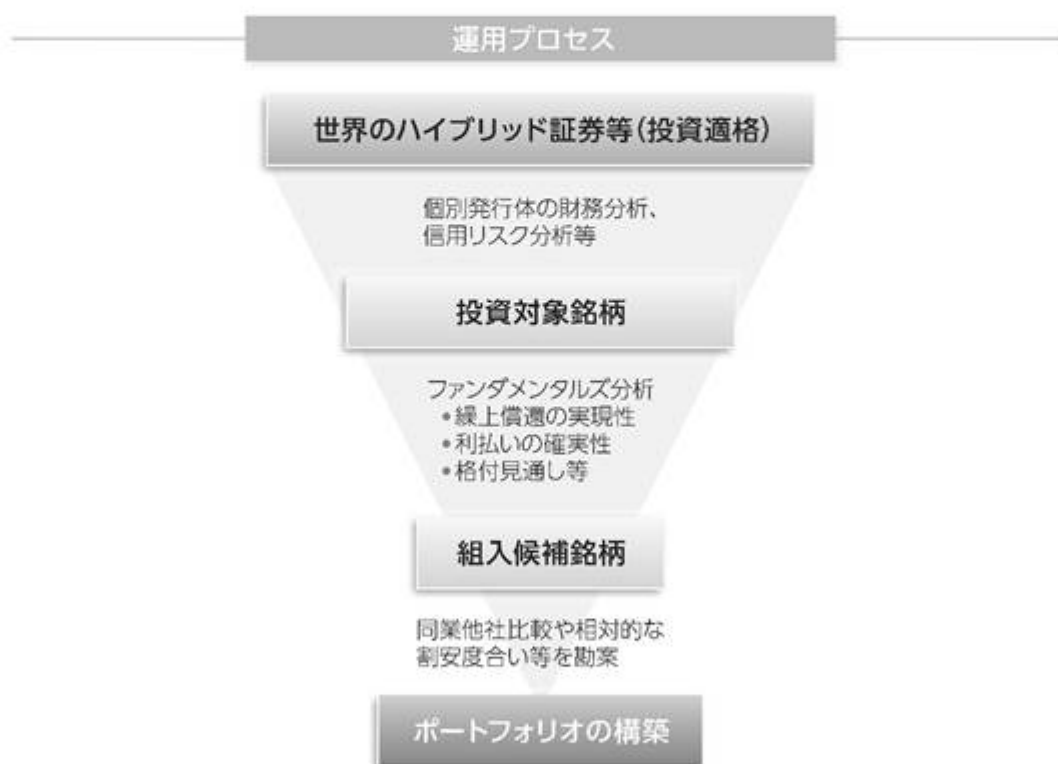 運用プロセス
世界のハイブリッド証券等(投資適格)
個別発行体の財務分析、
信用リスク分析等
投資対象銘柄
ファンダメンタルズ分析
•繰上償還の実現性
•利払いの確実性
•格付見通し等
組入候補銘柄
同業他社比較や相対的な
割安度合い等を勘案
ポートフォリオの構築